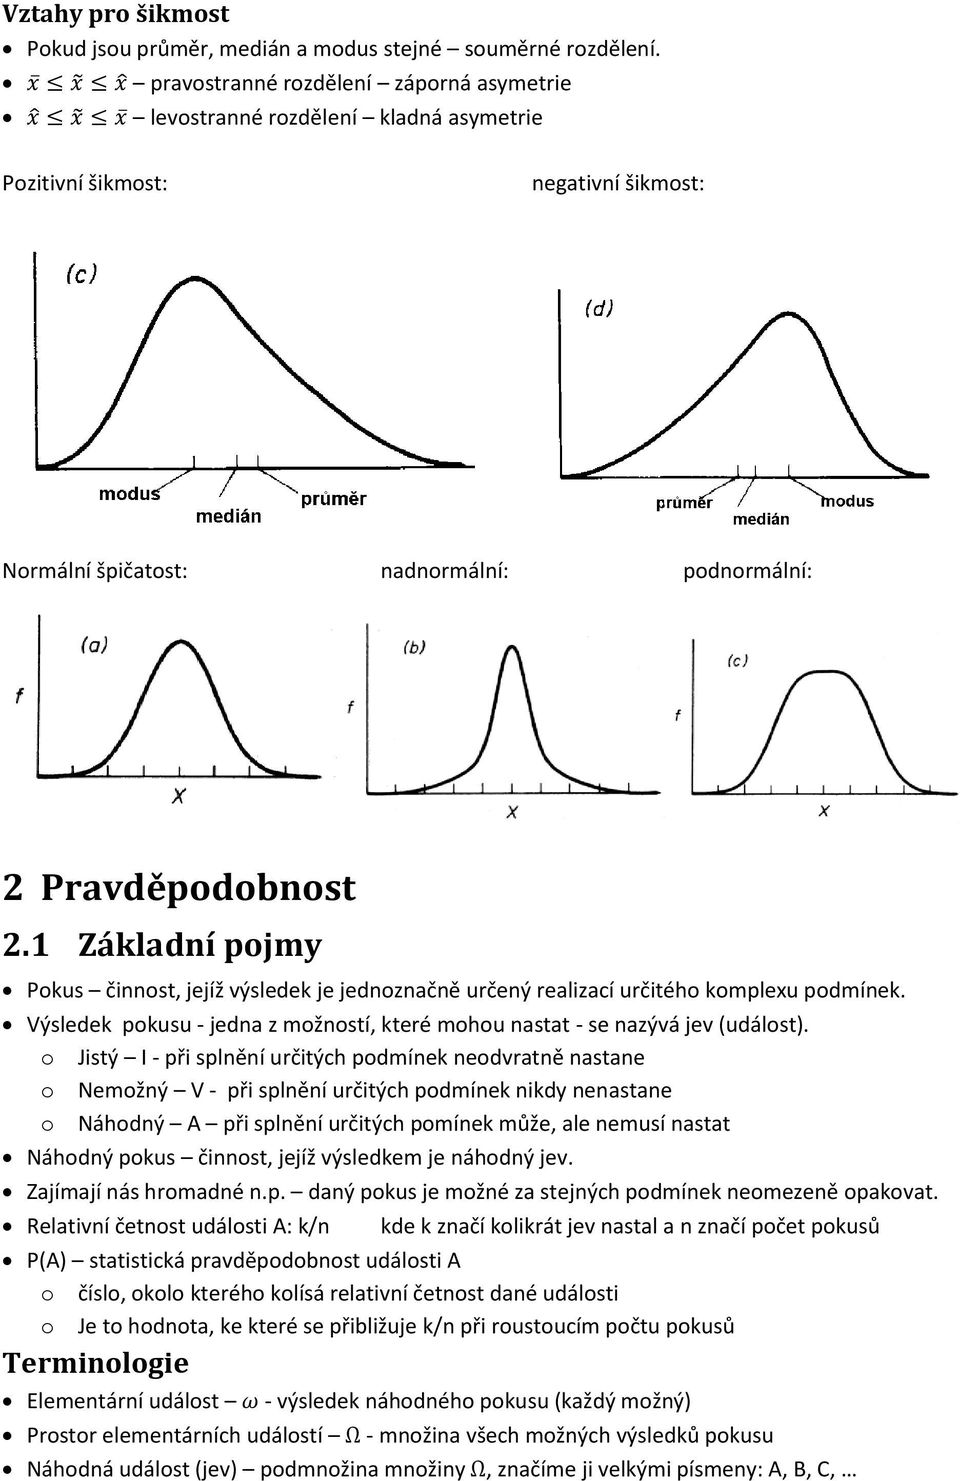 Vztahy pro šikmost
• Pokud jsou průměr, medián a modus stejné – souměrné rozdělení.
• x̄ ≤ x̃ ≤ x̂ – pravostranné rozdělení – záporná asymetrie
• x̂ ≤ x̃ ≤ x̄ – levostranné rozdělení – kladná asymetrie
Pozitivní šikmost: negativní šikmost:
(c)
(d)
modus
medián
průměr
průměr
medián
modus
Normální špičatost: nadnormální: podnormální:
(a)
f
X
(b)
f
X
(c)
f
X
2 Pravděpodobnost
2.1 Základní pojmy
• Pokus – činnost, jejíž výsledek je jednoznačně určený realizací určitého komplexu podmínek.
• Výsledek pokusu - jedna z možností, které mohou nastat - se nazývá jev (událost).
o Jistý – I - při splnění určitých podmínek neodvratně nastane
o Nemožný – V - při splnění určitých podmínek nikdy nenastane
o Náhodný – A – při splnění určitých pomínek může, ale nemusí nastat
• Náhodný pokus – činnost, jejíž výsledkem je náhodný jev.
• Zajímají nás hromadné n.p. – daný pokus je možné za stejných podmínek neomezeně opakovat.
• Relativní četnost události A: k/n kde k značí kolikrát jev nastal a n značí počet pokusů
• P(A) – statistická pravděpodobnost události A
o číslo, okolo kterého kolísá relativní četnost dané události
o Je to hodnota, ke které se přibližuje k/n při roustoucím počtu pokusů
Terminologie
• Elementární událost – ω - výsledek náhodného pokusu (každý možný)
• Prostor elementárních událostí – Ω - množina všech možných výsledků pokusu
• Náhodná událost (jev) – podmnožina množiny Ω, značíme ji velkými písmeny: A, B, C, …